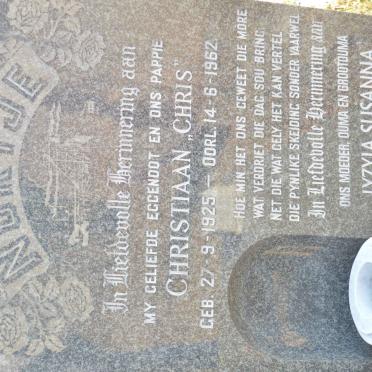 NORTJE
In Liefdevolle Herinnering aan
MY GELIEFDE EGGENOOT EN ONS PAPPIE
CHRISTIAAN „CHRIS"
GEB. 27-9-1925 — OORL. 14-6-1962.
HOE MIN HET ONS GEWEET DIE MÔRE
WAT VERDRIET DIE DAG SOU BRING
NET DIE WAT DIT GELY HET KAN VERTEL
DIE PYNLIKE SKEIDING SONDER VAARWEL
In Liefdevolle Herinnering aan
ONS MOEDER, OUMA EN GROOTOUMA
SUSANNA